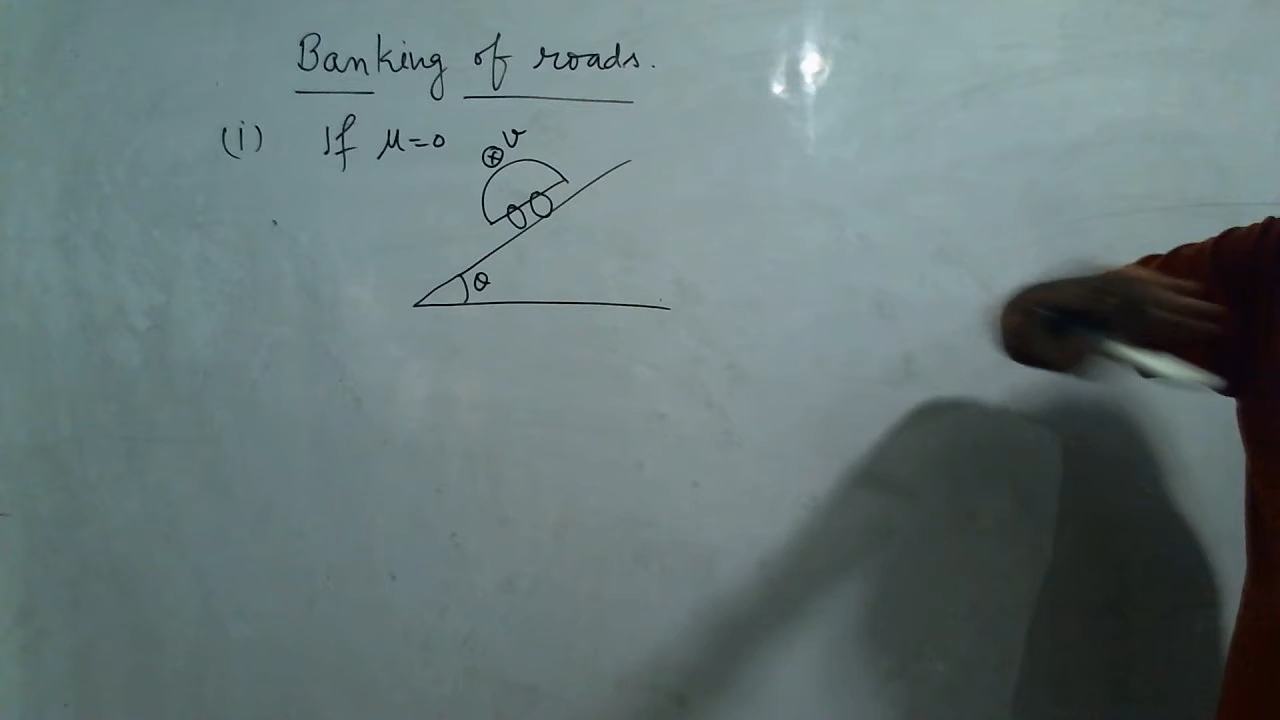 Banking of roads.
(i) If μ=0
⊗ v
θ